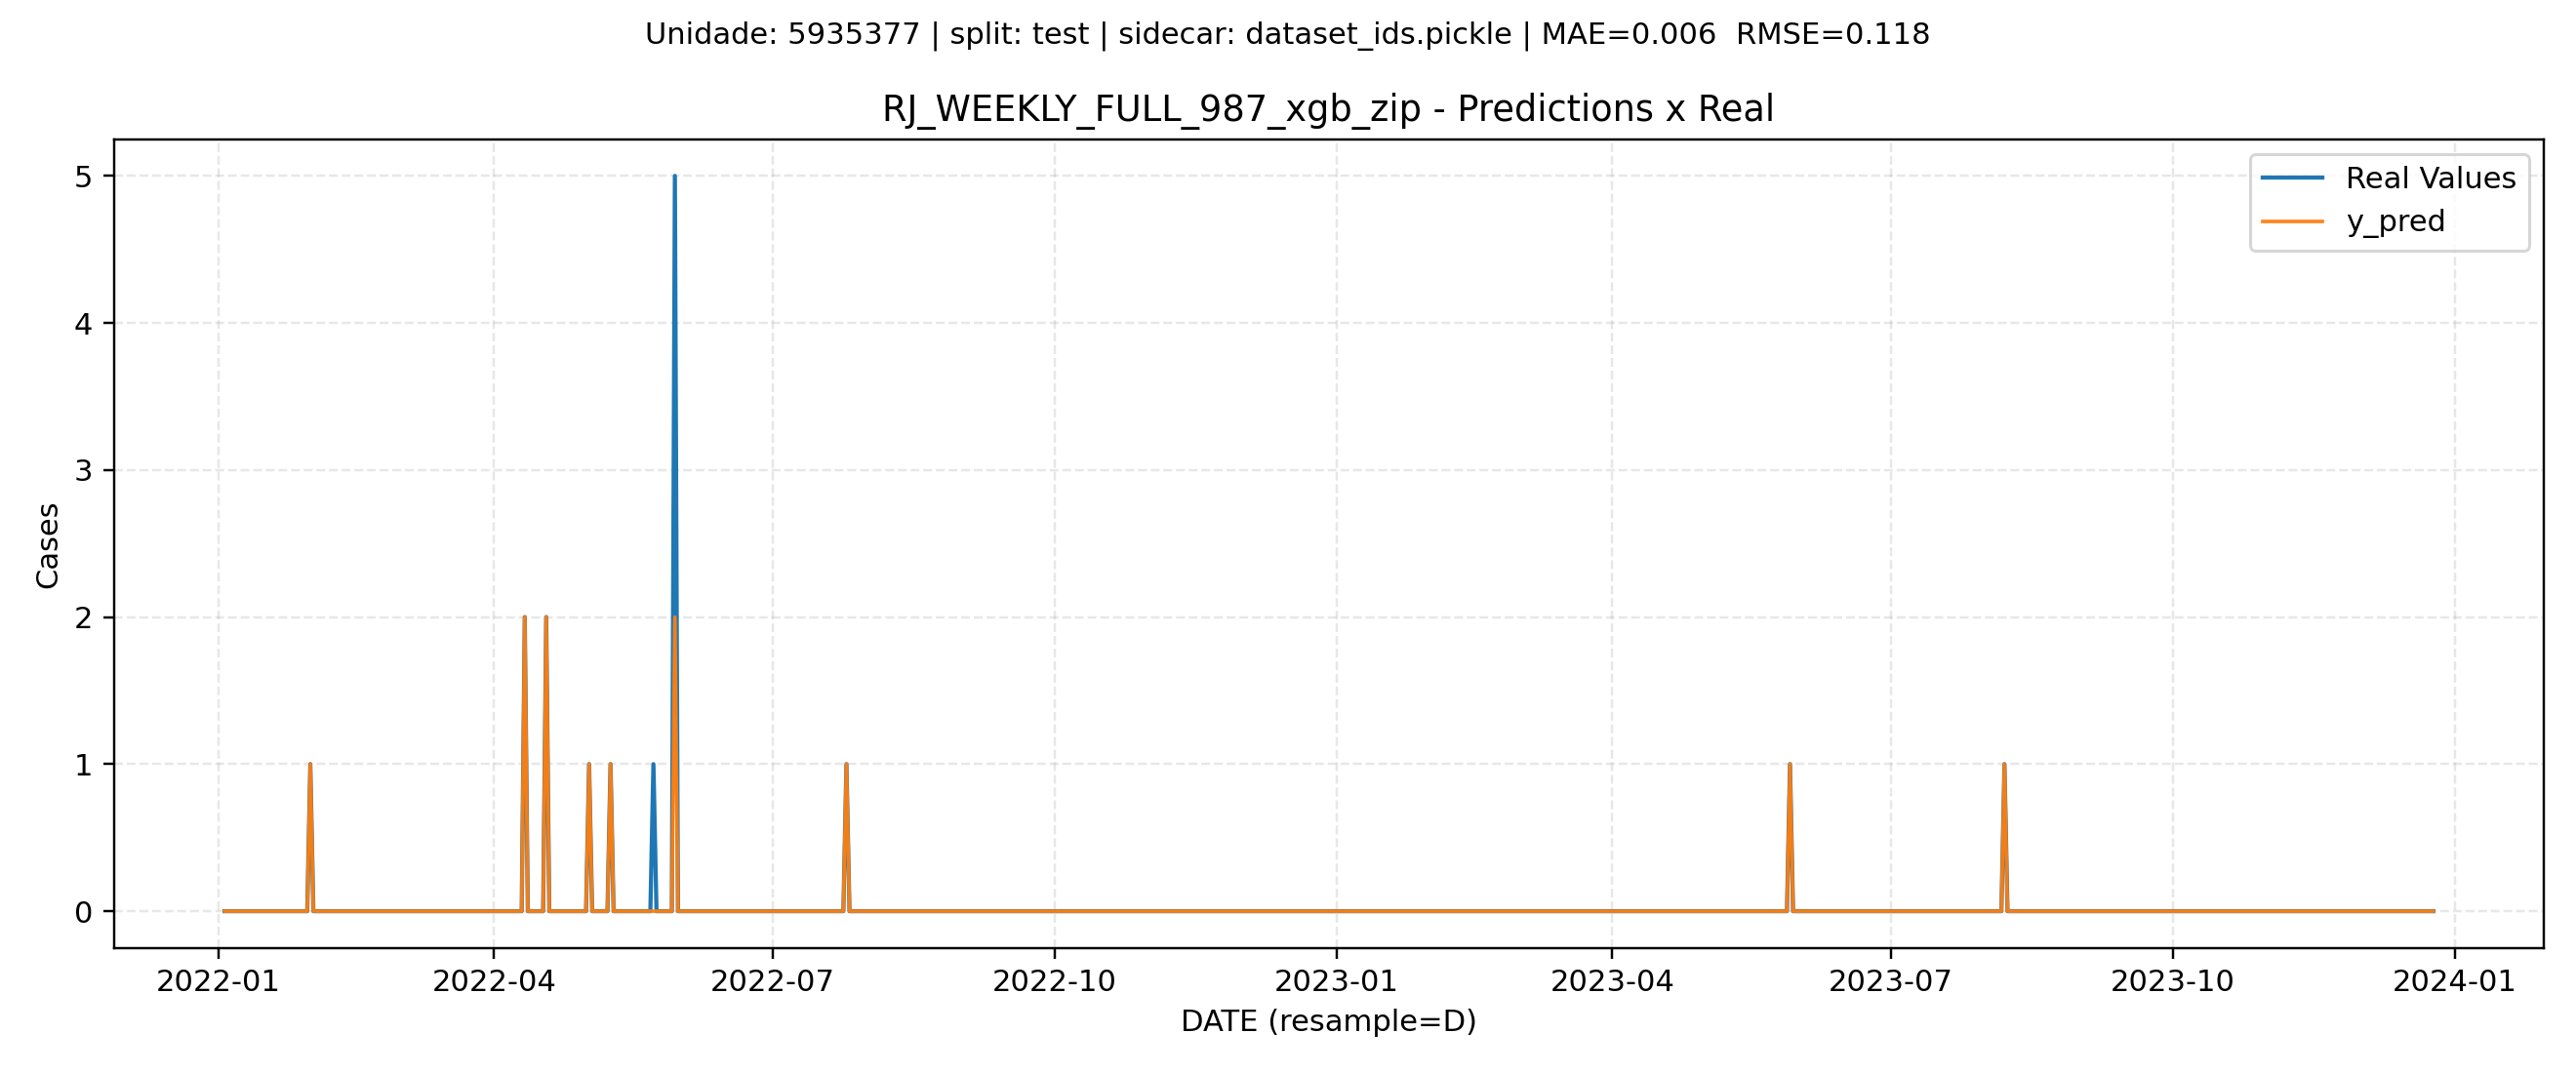 Unidade: 5935377 | split: test | sidecar: dataset_ids.pickle | MAE=0.006  RMSE=0.118
RJ_WEEKLY_FULL_987_xgb_zip - Predictions x Real
Real Values
y_pred
5
4
3
2
1
0
Cases
2022-01
2022-04
2022-07
2022-10
2023-01
2023-04
2023-07
2023-10
2024-01
DATE (resample=D)